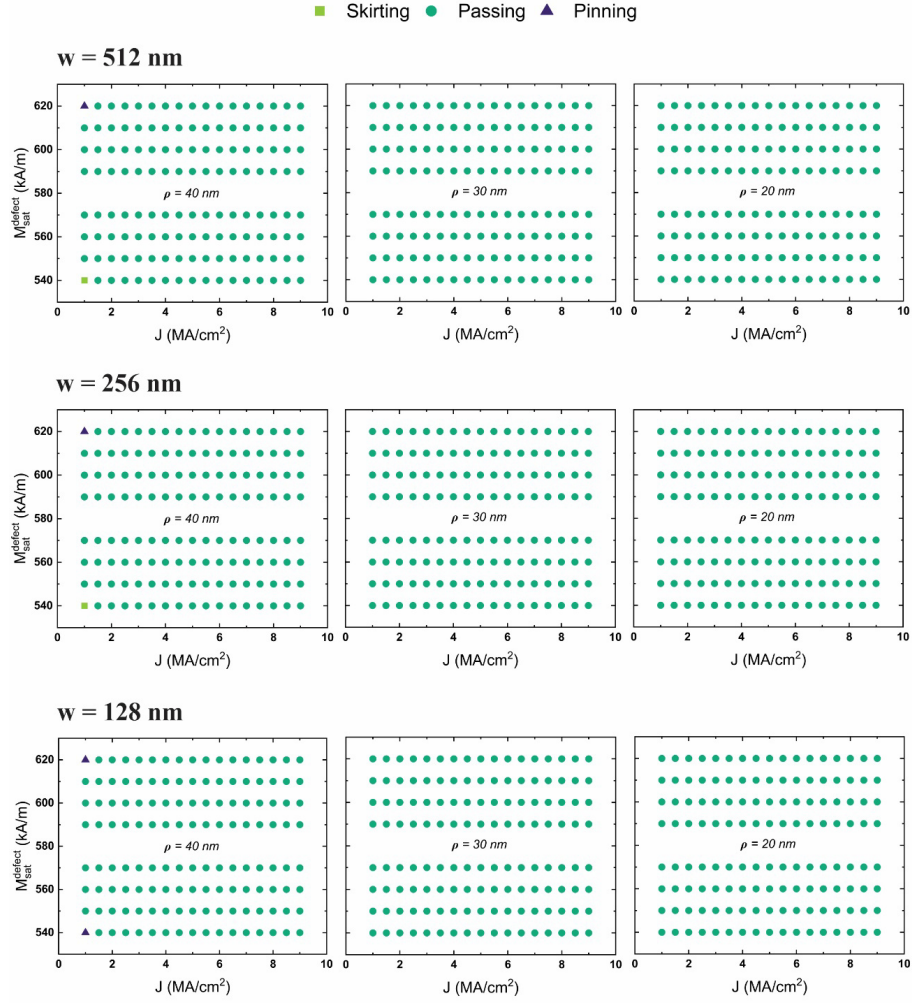 Skirting Passing Pinning
w = 512 nm
M_sat^defect (kA/m)
620
600
580
560
540
ρ = 40 nm
0 2 4 6 8 10
J (MA/cm²)
ρ = 30 nm
0 2 4 6 8 10
J (MA/cm²)
ρ = 20 nm
0 2 4 6 8 10
J (MA/cm²)
w = 256 nm
M_sat^defect (kA/m)
620
600
580
560
540
ρ = 40 nm
0 2 4 6 8 10
J (MA/cm²)
ρ = 30 nm
0 2 4 6 8 10
J (MA/cm²)
ρ = 20 nm
0 2 4 6 8 10
J (MA/cm²)
w = 128 nm
M_sat^defect (kA/m)
620
600
580
560
540
ρ = 40 nm
0 2 4 6 8 10
J (MA/cm²)
ρ = 30 nm
0 2 4 6 8 10
J (MA/cm²)
ρ = 20 nm
0 2 4 6 8 10
J (MA/cm²)